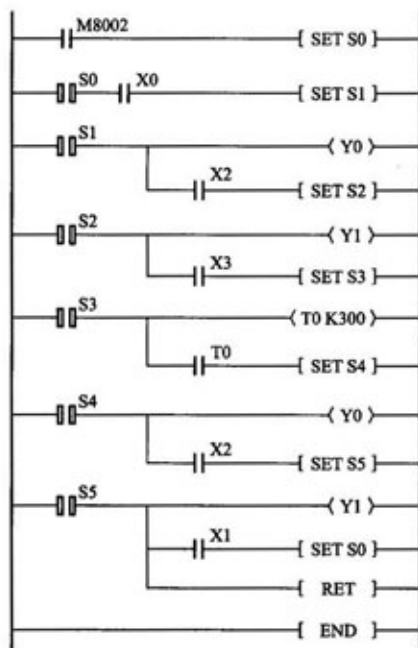 M8002
[ SET S0 ]
S0 X0
[ SET S1 ]
S1
< Y0 >
X2
[ SET S2 ]
S2
< Y1 >
X3
[ SET S3 ]
S3
< T0 K300 >
T0
[ SET S4 ]
S4
< Y0 >
X2
[ SET S5 ]
S5
< Y1 >
X1
[ SET S0 ]
[ RET ]
[ END ]